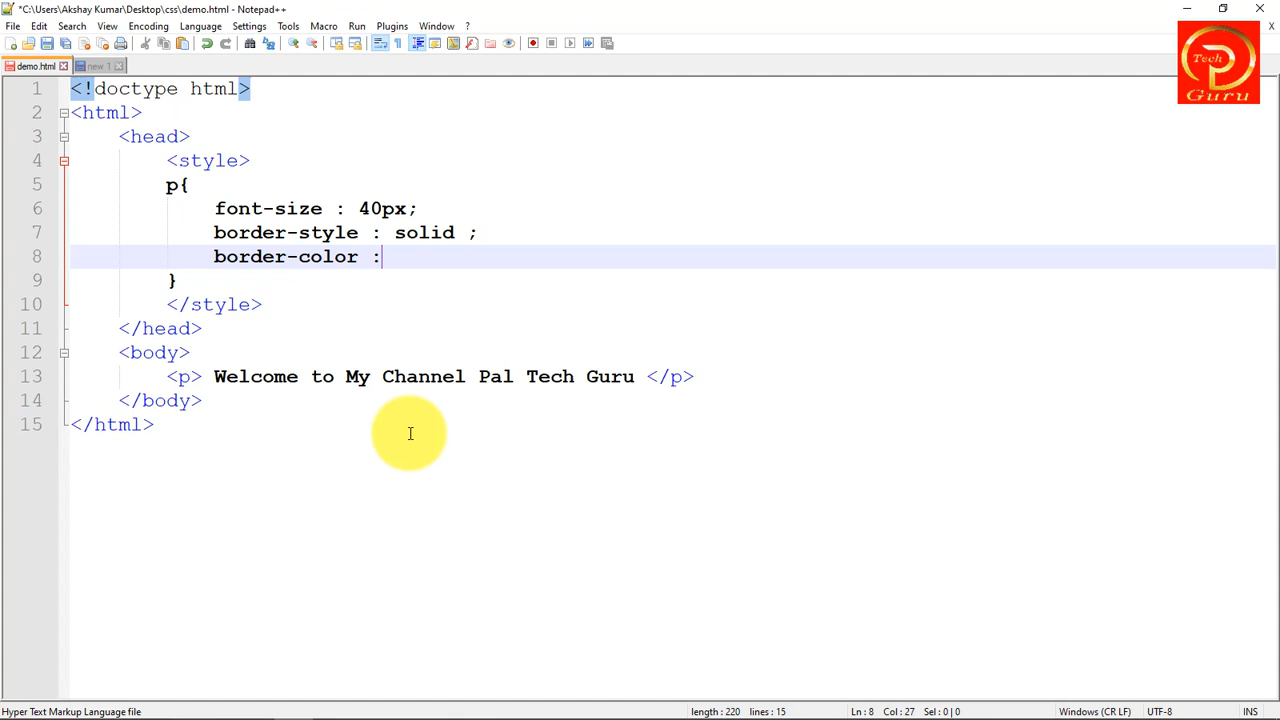 *C:\Users\Akshay Kumar\Desktop\css\demo.html - Notepad++
File Edit Search View Encoding Language Settings Tools Macro Run Plugins Window ? X
demo.html new 1
1 <!doctype html>
2 <html>
3 <head>
4 <style>
5 p{
6 font-size : 40px;
7 border-style : solid ;
8 border-color :
9 }
10 </style>
11 </head>
12 <body>
13 <p> Welcome to My Channel Pal Tech Guru </p>
14 </body>
15 </html>
Tech
Guru
Hyper Text Markup Language file length : 220 lines : 15 Ln : 8 Col : 27 Sel : 0 | 0 Windows (CR LF) UTF-8 INS